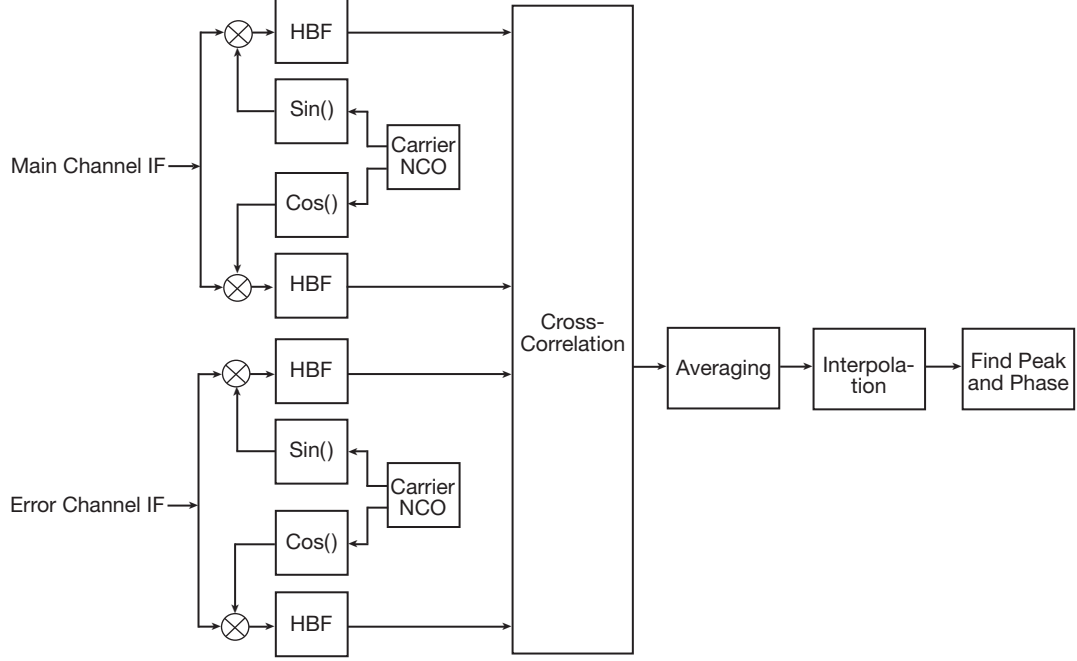 HBF
Sin()
Carrier
NCO
Main Channel IF
Cos()
HBF
Cross-
Correlation
HBF
Averaging
Interpola-
tion
Find Peak
and Phase
Sin()
Carrier
NCO
Error Channel IF
Cos()
HBF